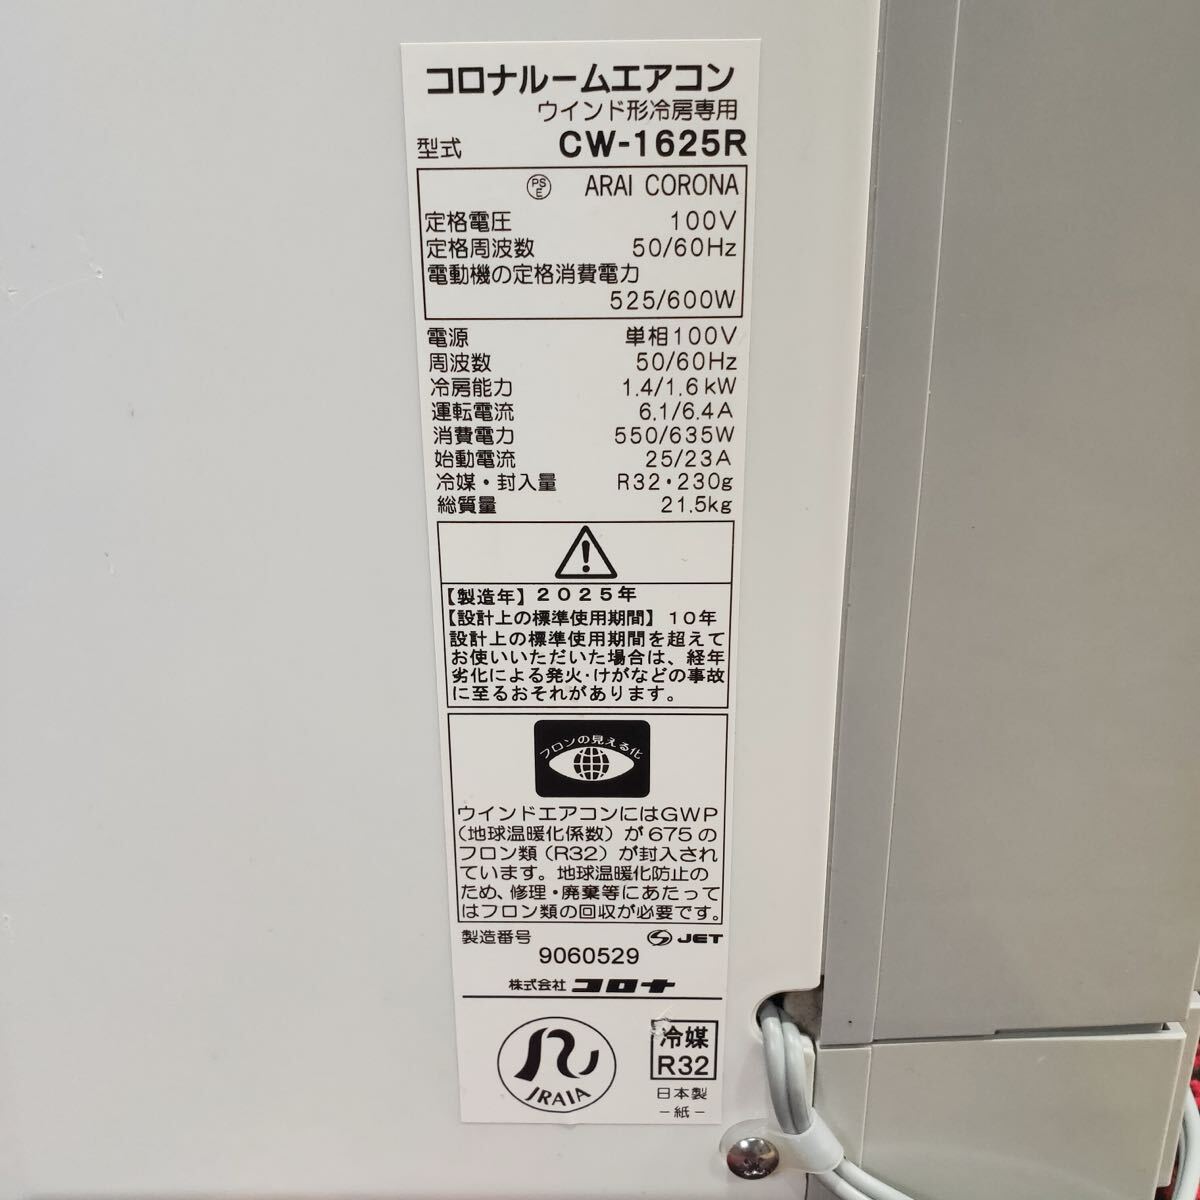 コロナルームエアコン
ウインド形冷房専用
型式 CW-1625R
PSE ARAI CORONA
定格電圧 100V
定格周波数 50/60Hz
電動機の定格消費電力
525/600W
電源 単相100V
周波数 50/60Hz
冷房能力 1.4/1.6kW
運転電流 6.1/6.4A
消費電力 550/635W
始動電流 25/23A
冷媒・封入量 R32・230g
総質量 21.5kg
【製造年】2025年
【設計上の標準使用期間】10年
設計上の標準使用期間を超えて
お使いいただいた場合は、経年
劣化による発火・けがなどの事故
に至るおそれがあります。
フロンの見える化
ウインドエアコンにはGWP
(地球温暖化係数)が675の
フロン類(R32)が封入され
ています。地球温暖化防止の
ため、修理・廃棄等にあたって
はフロン類の回収が必要です。
製造番号 JET
9060529
株式会社 コロナ
JRAIA
冷媒
R32
日本製
-紙-